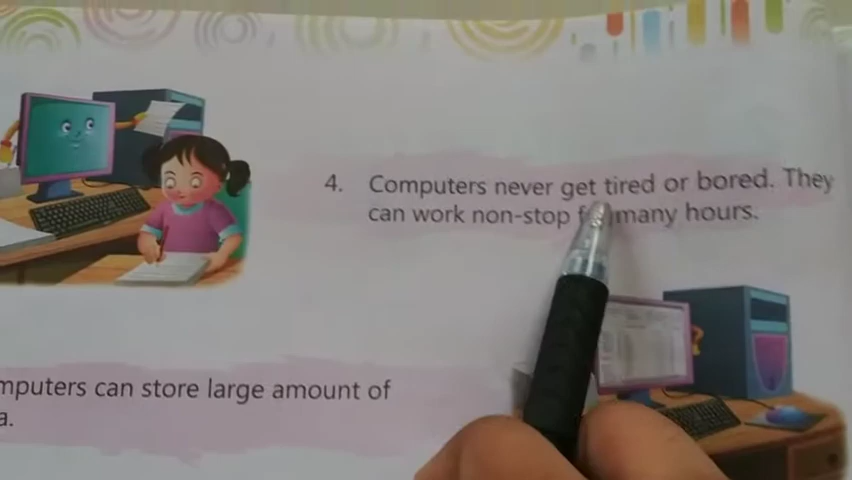 4. Computers never get tired or bored. They
can work non-stop for many hours.
mputers can store large amount of
a.